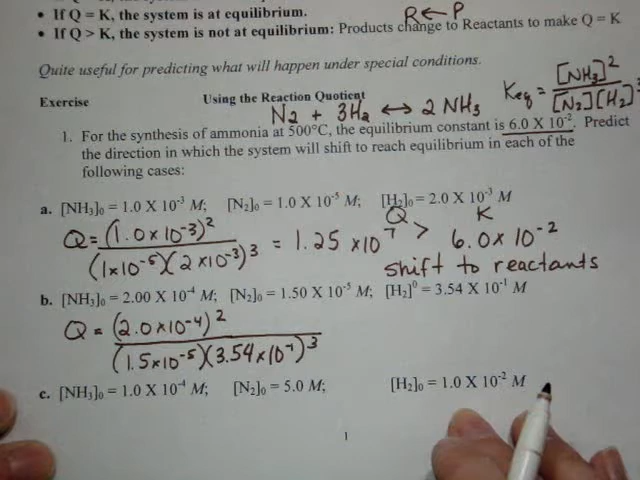 • If Q = K, the system is at equilibrium.
R ← P
• If Q > K, the system is not at equilibrium: Products change to Reactants to make Q = K
Quite useful for predicting what will happen under special conditions.
Exercise
Using the Reaction Quotient
N2 + 3H2 ↔ 2 NH3
Keq = [NH3]² / [N2][H2]³
1. For the synthesis of ammonia at 500°C, the equilibrium constant is 6.0 X 10⁻². Predict
the direction in which the system will shift to reach equilibrium in each of the
following cases:
a. [NH3]0 = 1.0 X 10⁻³ M; [N2]0 = 1.0 X 10⁻⁵ M; [H2]0 = 2.0 X 10⁻³ M
Q K
Q = (1.0 x 10⁻³)² / (1x10⁻⁵)(2 x10⁻³)³ = 1.25 x10⁷ > 6.0 x 10⁻²
shift to reactants
b. [NH3]0 = 2.00 X 10⁻⁴ M; [N2]0 = 1.50 X 10⁻⁵ M; [H2]⁰ = 3.54 X 10⁻¹ M
Q = (2.0 x10⁻⁴)² / (1.5x10⁻⁵)(3.54x10⁻¹)³
c. [NH3]0 = 1.0 X 10⁻⁴ M; [N2]0 = 5.0 M; [H2]0 = 1.0 X 10⁻² M
1